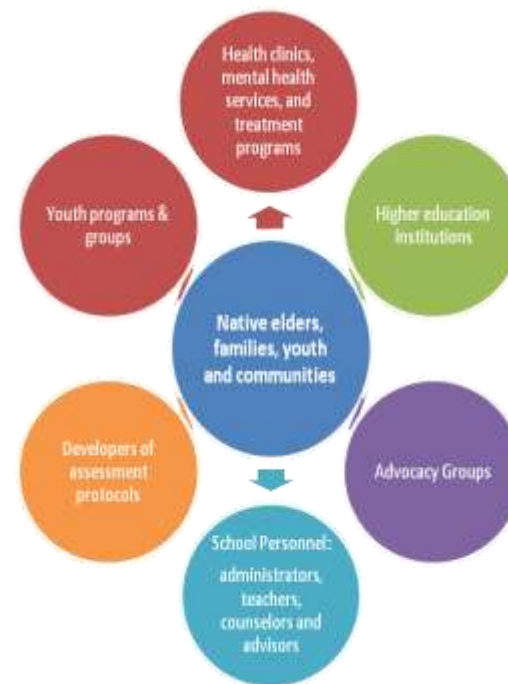 Health clinics,
mental health
services, and
treatment
programs
Youth programs &
groups
Higher education
institutions
Native elders,
families, youth
and communities
Developers of
assessment
protocols
Advocacy Groups
School Personnel:
administrators,
teachers,
counselors and
advisors